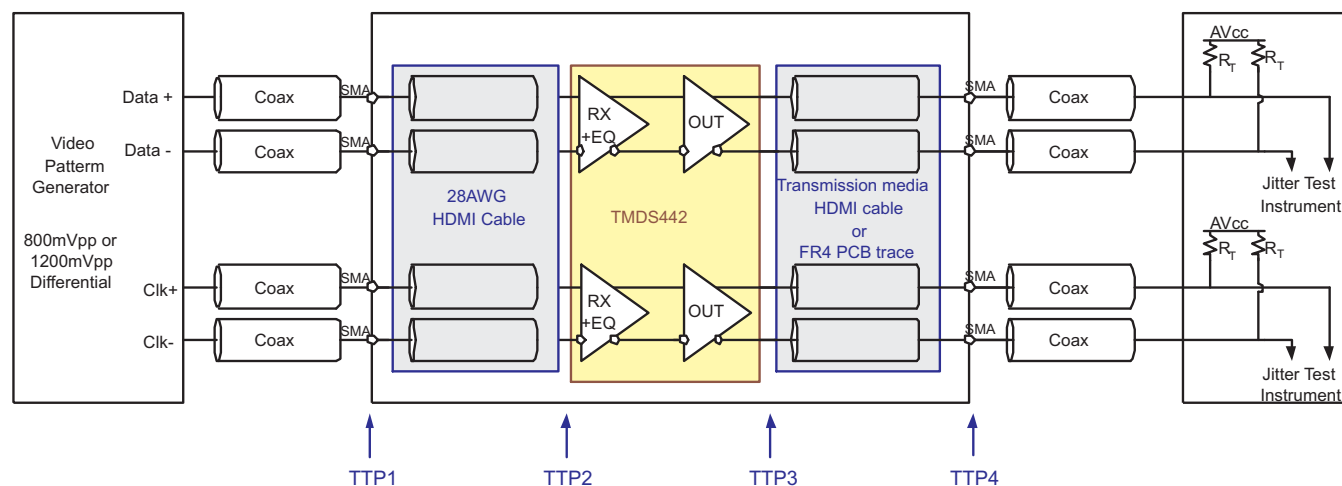 Video
Patterm
Generator
800mVpp or
1200mVpp
Differential
Data +
Data -
Clk+
Clk-
Coax
Coax
Coax
Coax
SMA
SMA
SMA
SMA
28AWG
HDMI Cable
RX
+EQ
OUT
TMDS442
RX
+EQ
OUT
Transmission media
HDMI cable
or
FR4 PCB trace
SMA
SMA
SMA
SMA
Coax
Coax
Coax
Coax
AVcc
RT
RT
Jitter Test
Instrument
AVcc
RT
RT
Jitter Test
Instrument
TTP1
TTP2
TTP3
TTP4